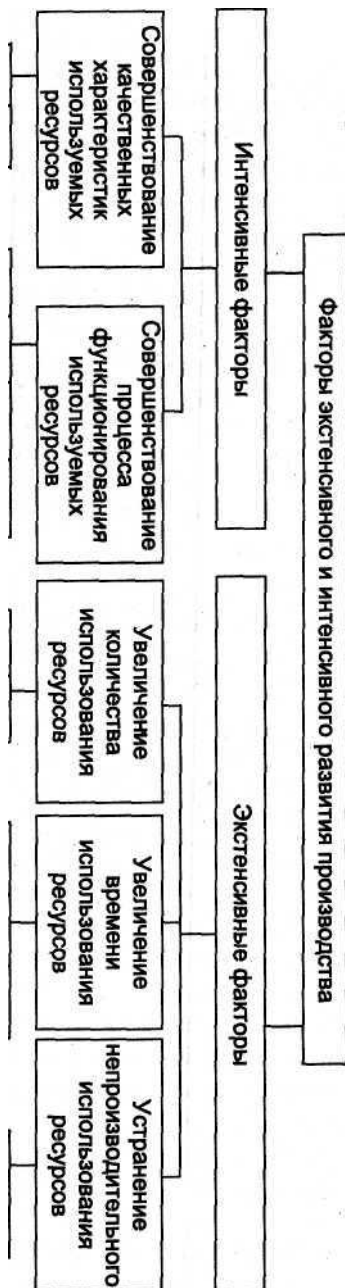 Факторы экстенсивного и интенсивного развития производства
Интенсивные факторы
Экстенсивные факторы
Совершенствование
качественных
характеристик
используемых
ресурсов
Совершенствование
процесса
функционирования
используемых
ресурсов
Увеличение
количества
использования
ресурсов
Увеличение
времени
использования
ресурсов
Устранение
непроизводительного
использования
ресурсов